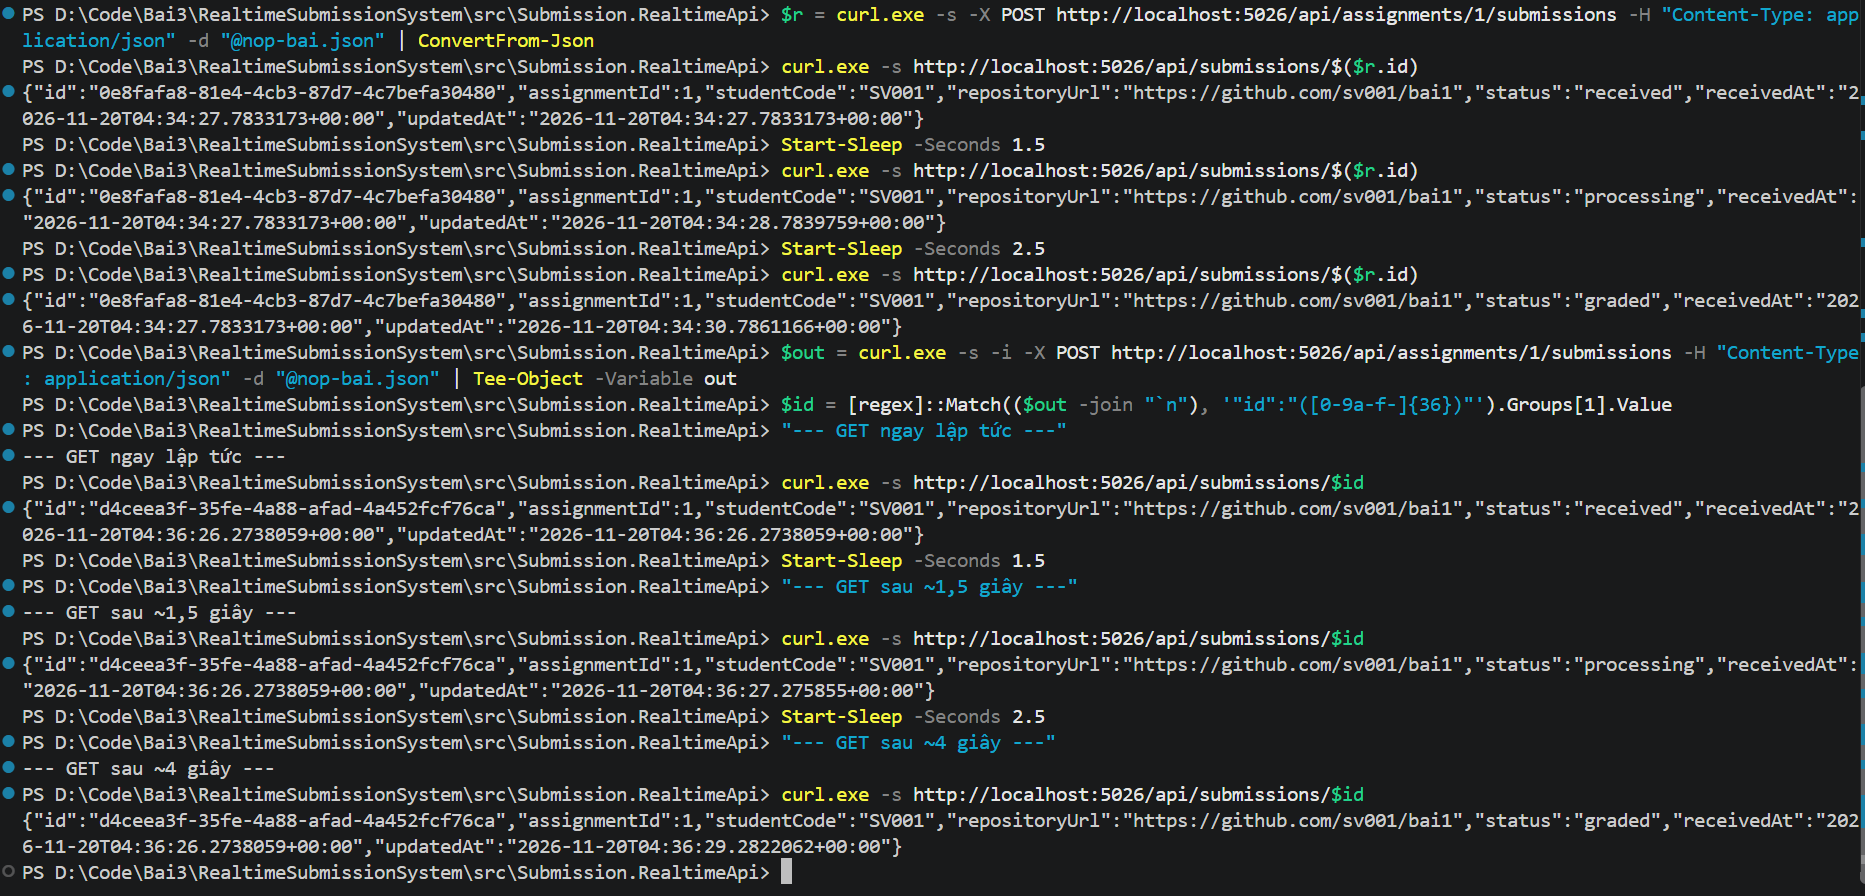 PS D:\Code\Bai3\RealtimeSubmissionSystem\src\Submission.RealtimeApi> $r = curl.exe -s -X POST http://localhost:5026/api/assignments/1/submissions -H "Content-Type: app
lication/json" -d "@nop-bai.json" | ConvertFrom-Json
PS D:\Code\Bai3\RealtimeSubmissionSystem\src\Submission.RealtimeApi> curl.exe -s http://localhost:5026/api/submissions/$($r.id)
{"id":"0e8fafa8-81e4-4cb3-87d7-4c7befa30480","assignmentId":1,"studentCode":"SV001","repositoryUrl":"https://github.com/sv001/bai1","status":"received","receivedAt":"2
026-11-20T04:34:27.7833173+00:00","updatedAt":"2026-11-20T04:34:27.7833173+00:00"}
PS D:\Code\Bai3\RealtimeSubmissionSystem\src\Submission.RealtimeApi> Start-Sleep -Seconds 1.5
PS D:\Code\Bai3\RealtimeSubmissionSystem\src\Submission.RealtimeApi> curl.exe -s http://localhost:5026/api/submissions/$($r.id)
{"id":"0e8fafa8-81e4-4cb3-87d7-4c7befa30480","assignmentId":1,"studentCode":"SV001","repositoryUrl":"https://github.com/sv001/bai1","status":"processing","receivedAt":
"2026-11-20T04:34:27.7833173+00:00","updatedAt":"2026-11-20T04:34:28.7839759+00:00"}
PS D:\Code\Bai3\RealtimeSubmissionSystem\src\Submission.RealtimeApi> Start-Sleep -Seconds 2.5
PS D:\Code\Bai3\RealtimeSubmissionSystem\src\Submission.RealtimeApi> curl.exe -s http://localhost:5026/api/submissions/$($r.id)
{"id":"0e8fafa8-81e4-4cb3-87d7-4c7befa30480","assignmentId":1,"studentCode":"SV001","repositoryUrl":"https://github.com/sv001/bai1","status":"graded","receivedAt":"202
6-11-20T04:34:27.7833173+00:00","updatedAt":"2026-11-20T04:34:30.7861166+00:00"}
PS D:\Code\Bai3\RealtimeSubmissionSystem\src\Submission.RealtimeApi> $out = curl.exe -s -i -X POST http://localhost:5026/api/assignments/1/submissions -H "Content-Type
: application/json" -d "@nop-bai.json" | Tee-Object -Variable out
PS D:\Code\Bai3\RealtimeSubmissionSystem\src\Submission.RealtimeApi> $id = [regex]::Match(($out -join "`n"), '"id":"([0-9a-f-]{36})"').Groups[1].Value
PS D:\Code\Bai3\RealtimeSubmissionSystem\src\Submission.RealtimeApi> "--- GET ngay lập tức ---"
--- GET ngay lập tức ---
PS D:\Code\Bai3\RealtimeSubmissionSystem\src\Submission.RealtimeApi> curl.exe -s http://localhost:5026/api/submissions/$id
{"id":"d4ceea3f-35fe-4a88-afad-4a452fcf76ca","assignmentId":1,"studentCode":"SV001","repositoryUrl":"https://github.com/sv001/bai1","status":"received","receivedAt":"2
026-11-20T04:36:26.2738059+00:00","updatedAt":"2026-11-20T04:36:26.2738059+00:00"}
PS D:\Code\Bai3\RealtimeSubmissionSystem\src\Submission.RealtimeApi> Start-Sleep -Seconds 1.5
PS D:\Code\Bai3\RealtimeSubmissionSystem\src\Submission.RealtimeApi> "--- GET sau ~1,5 giây ---"
--- GET sau ~1,5 giây ---
PS D:\Code\Bai3\RealtimeSubmissionSystem\src\Submission.RealtimeApi> curl.exe -s http://localhost:5026/api/submissions/$id
{"id":"d4ceea3f-35fe-4a88-afad-4a452fcf76ca","assignmentId":1,"studentCode":"SV001","repositoryUrl":"https://github.com/sv001/bai1","status":"processing","receivedAt":
"2026-11-20T04:36:26.2738059+00:00","updatedAt":"2026-11-20T04:36:27.275855+00:00"}
PS D:\Code\Bai3\RealtimeSubmissionSystem\src\Submission.RealtimeApi> Start-Sleep -Seconds 2.5
PS D:\Code\Bai3\RealtimeSubmissionSystem\src\Submission.RealtimeApi> "--- GET sau ~4 giây ---"
--- GET sau ~4 giây ---
PS D:\Code\Bai3\RealtimeSubmissionSystem\src\Submission.RealtimeApi> curl.exe -s http://localhost:5026/api/submissions/$id
{"id":"d4ceea3f-35fe-4a88-afad-4a452fcf76ca","assignmentId":1,"studentCode":"SV001","repositoryUrl":"https://github.com/sv001/bai1","status":"graded","receivedAt":"202
6-11-20T04:36:26.2738059+00:00","updatedAt":"2026-11-20T04:36:29.2822062+00:00"}
PS D:\Code\Bai3\RealtimeSubmissionSystem\src\Submission.RealtimeApi>